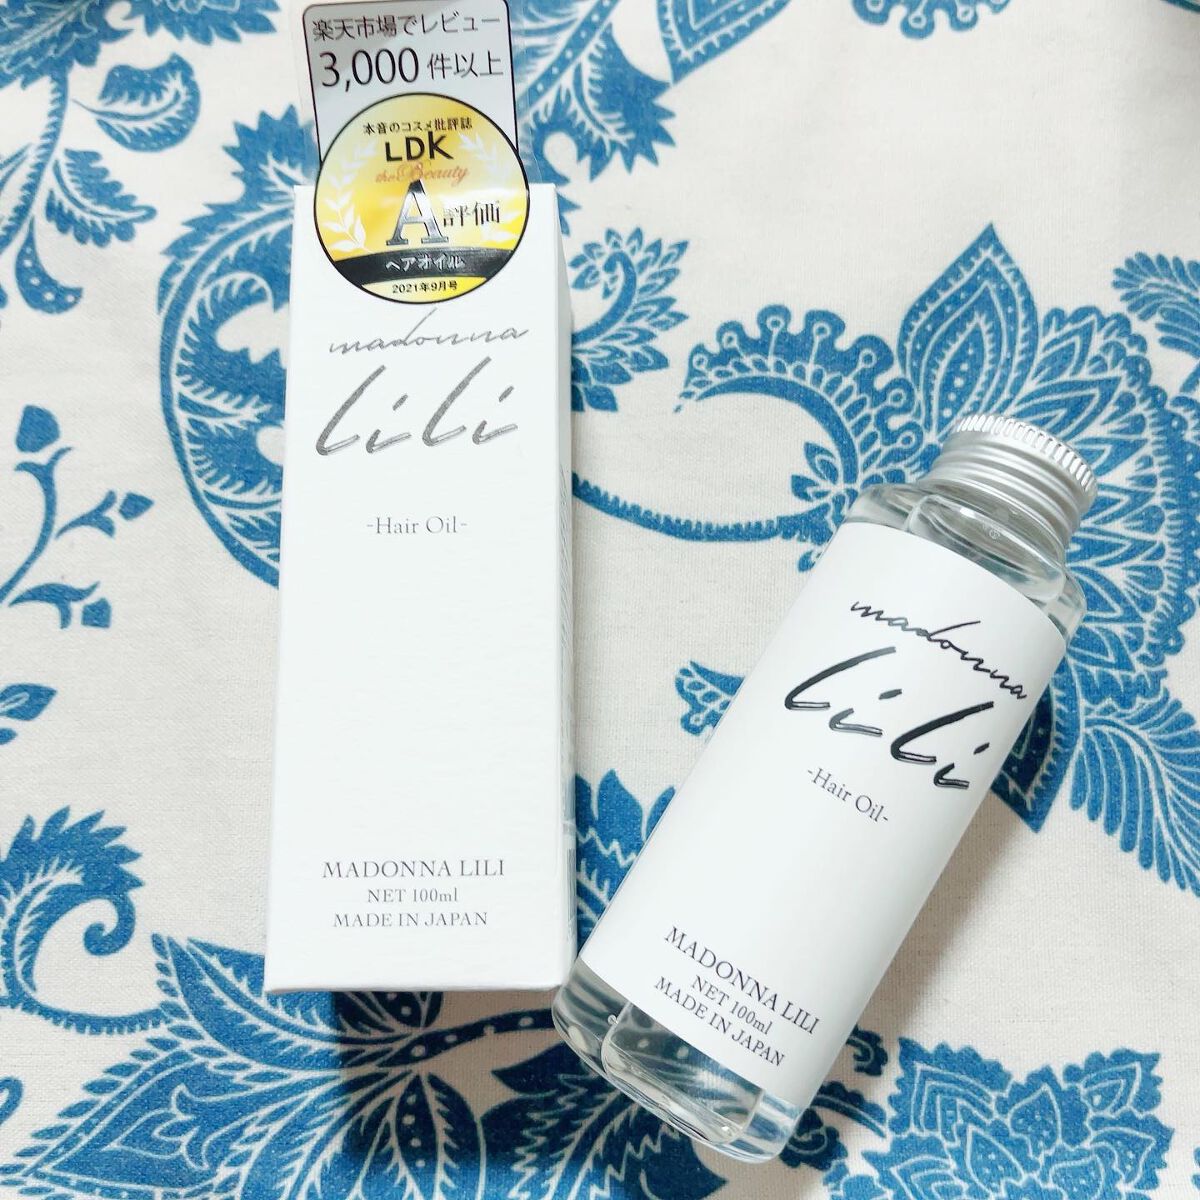 楽天市場でレビュー
3,000 件以上
本音のコスメ批評誌
LDK
the Beauty
A評価
ヘアオイル
2021年9月号
madonna
lili
-Hair Oil-
MADONNA LILI
NET 100ml
MADE IN JAPAN
madonna
lili
-Hair Oil-
MADONNA LILI
NET 100ml
MADE IN JAPAN